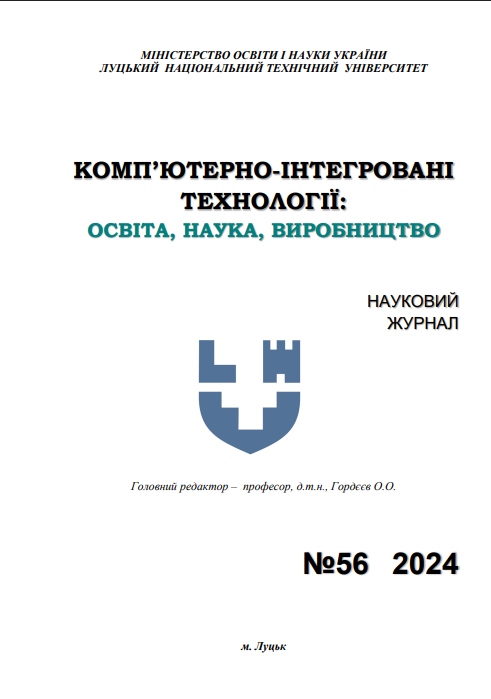 МІНІСТЕРСТВО ОСВІТИ І НАУКИ УКРАЇНИ
ЛУЦЬКИЙ НАЦІОНАЛЬНИЙ ТЕХНІЧНИЙ УНІВЕРСИТЕТ
КОМП’ЮТЕРНО-ІНТЕГРОВАНІ
ТЕХНОЛОГІЇ:
ОСВІТА, НАУКА, ВИРОБНИЦТВО
НАУКОВИЙ
ЖУРНАЛ
Головний редактор – професор, д.т.н., Гордєєв О.О.
№56 2024
м. Луцьк